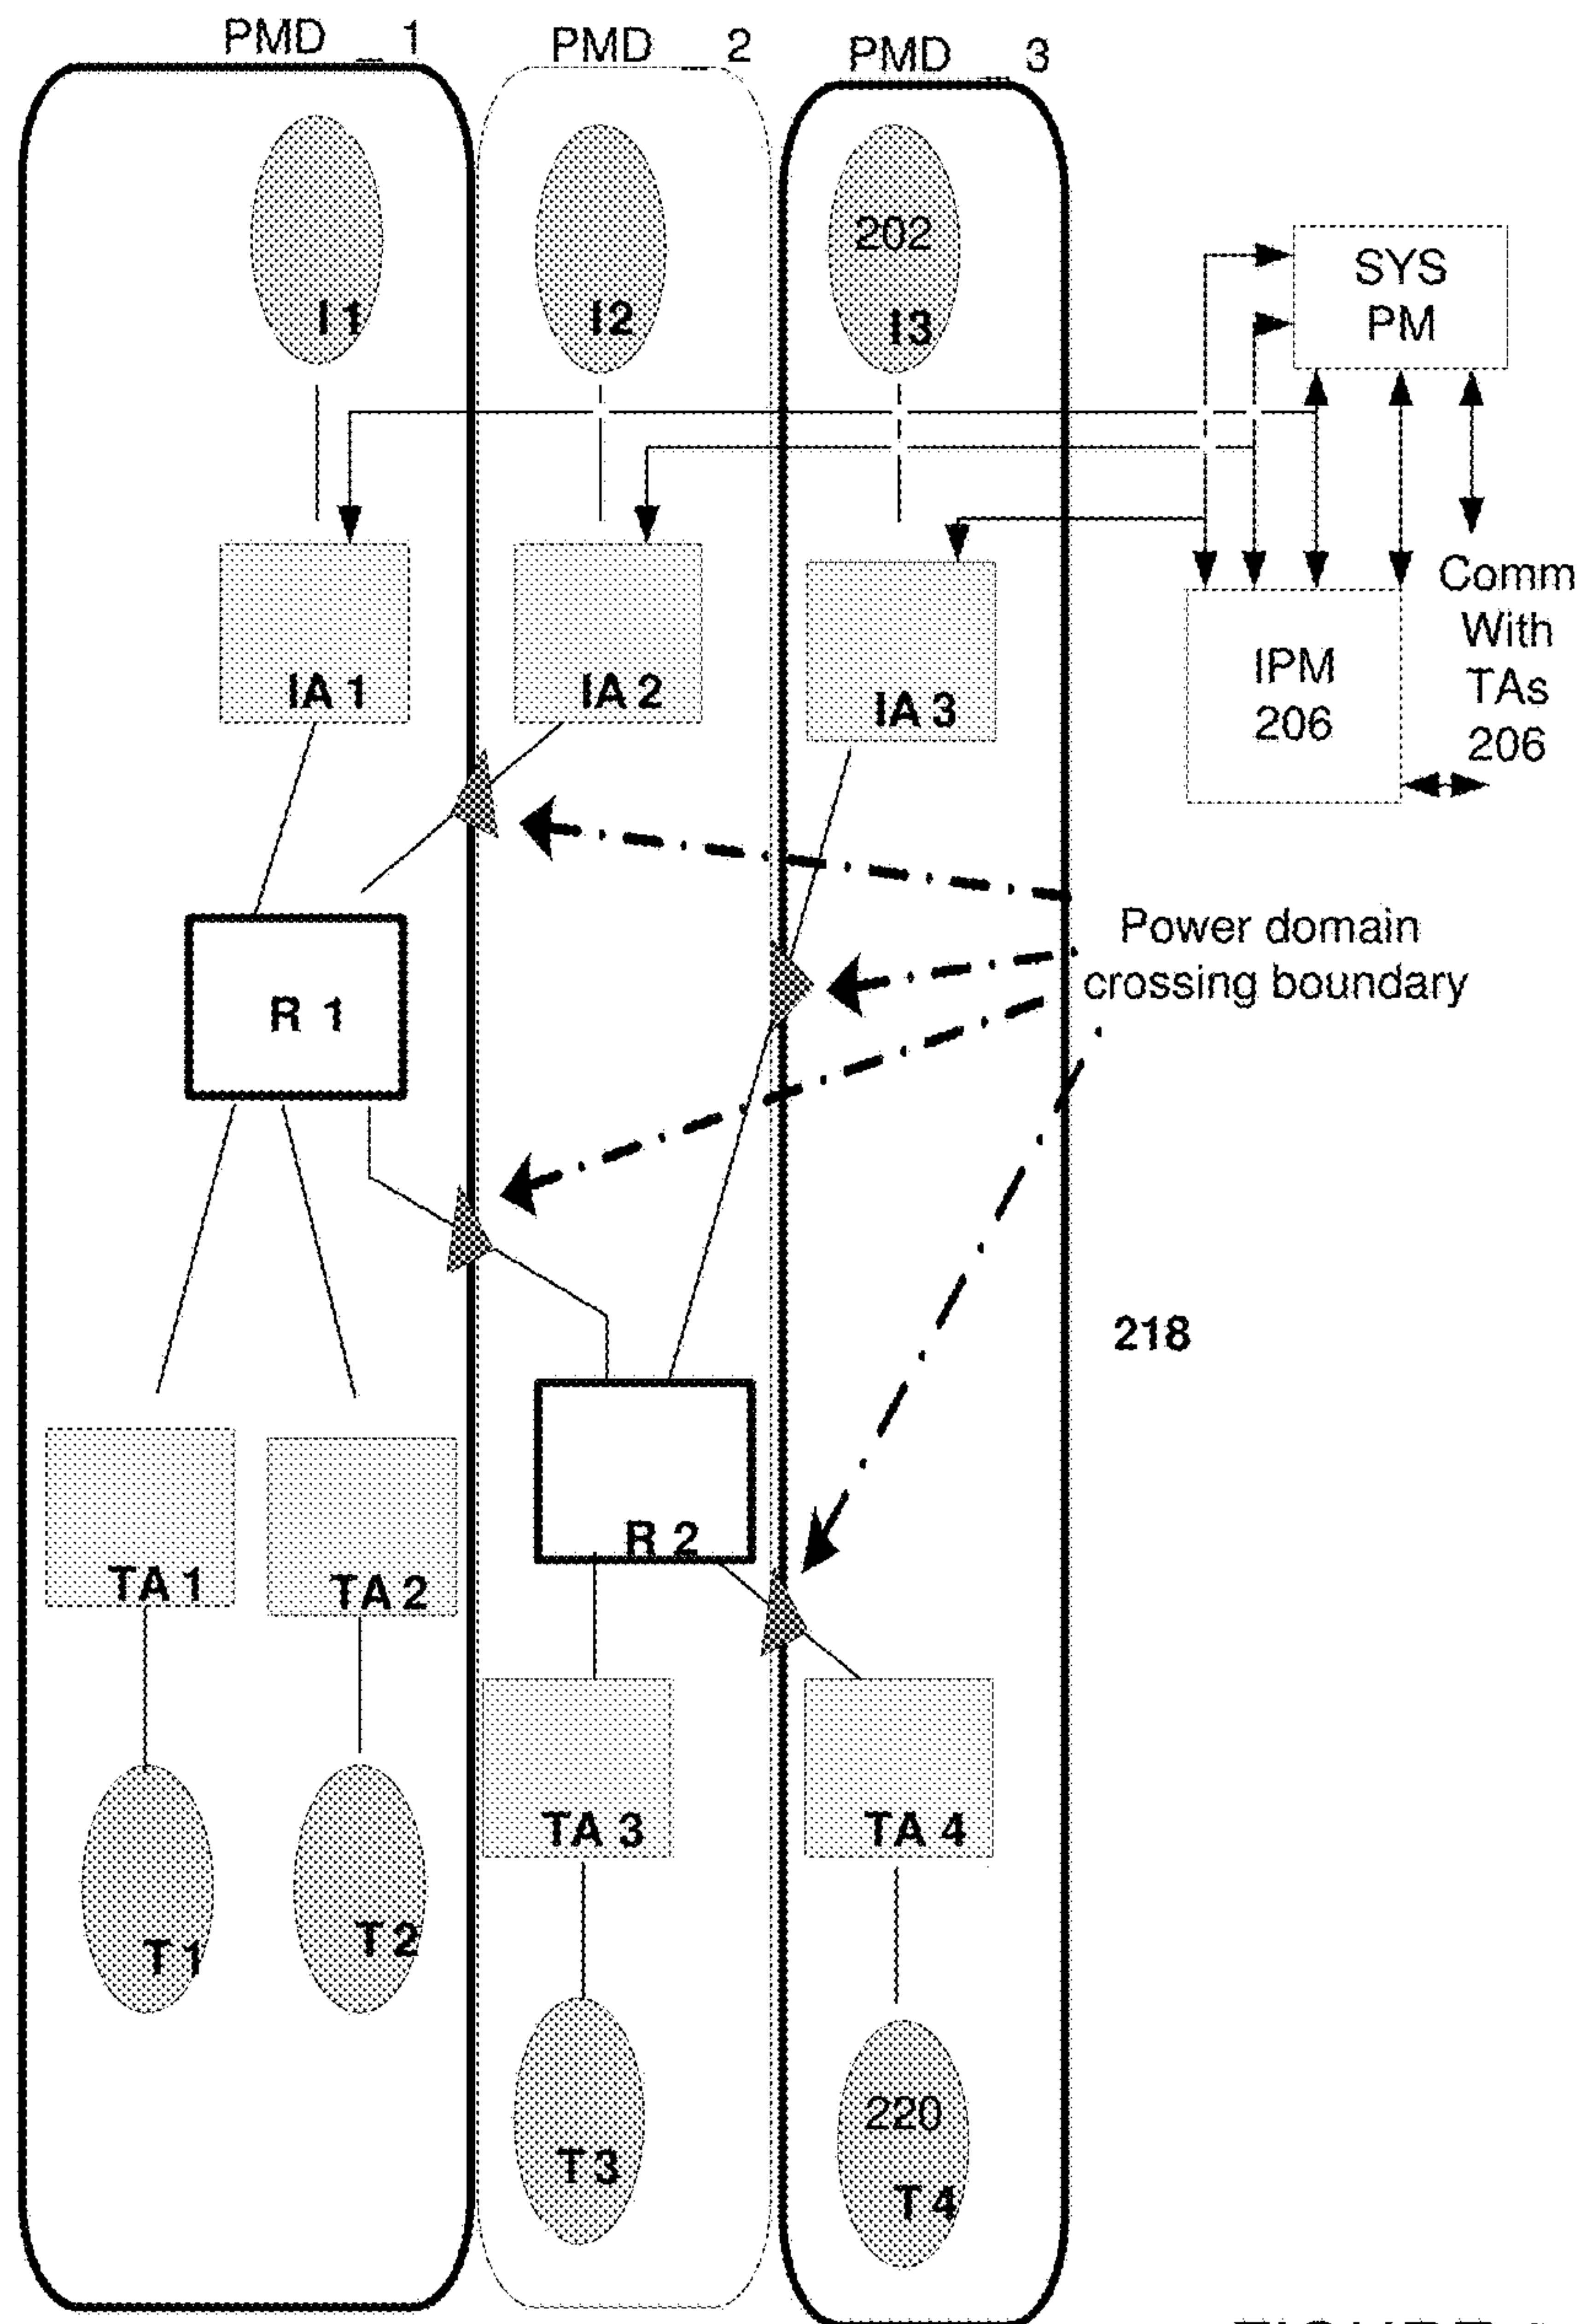 PMD_1
PMD_2
PMD_3
I1
I2
202
I3
SYS
PM
IA 1
IA 2
IA 3
IPM
206
Comm
With
TAs
206
Power domain
crossing boundary
R 1
218
R 2
TA 1
TA 2
TA 3
TA 4
T1
T2
T3
220
T4